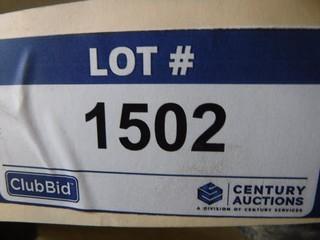 LOT #
1502
ClubBid
CENTURY
AUCTIONS
A DIVISION OF CENTURY SERVICES